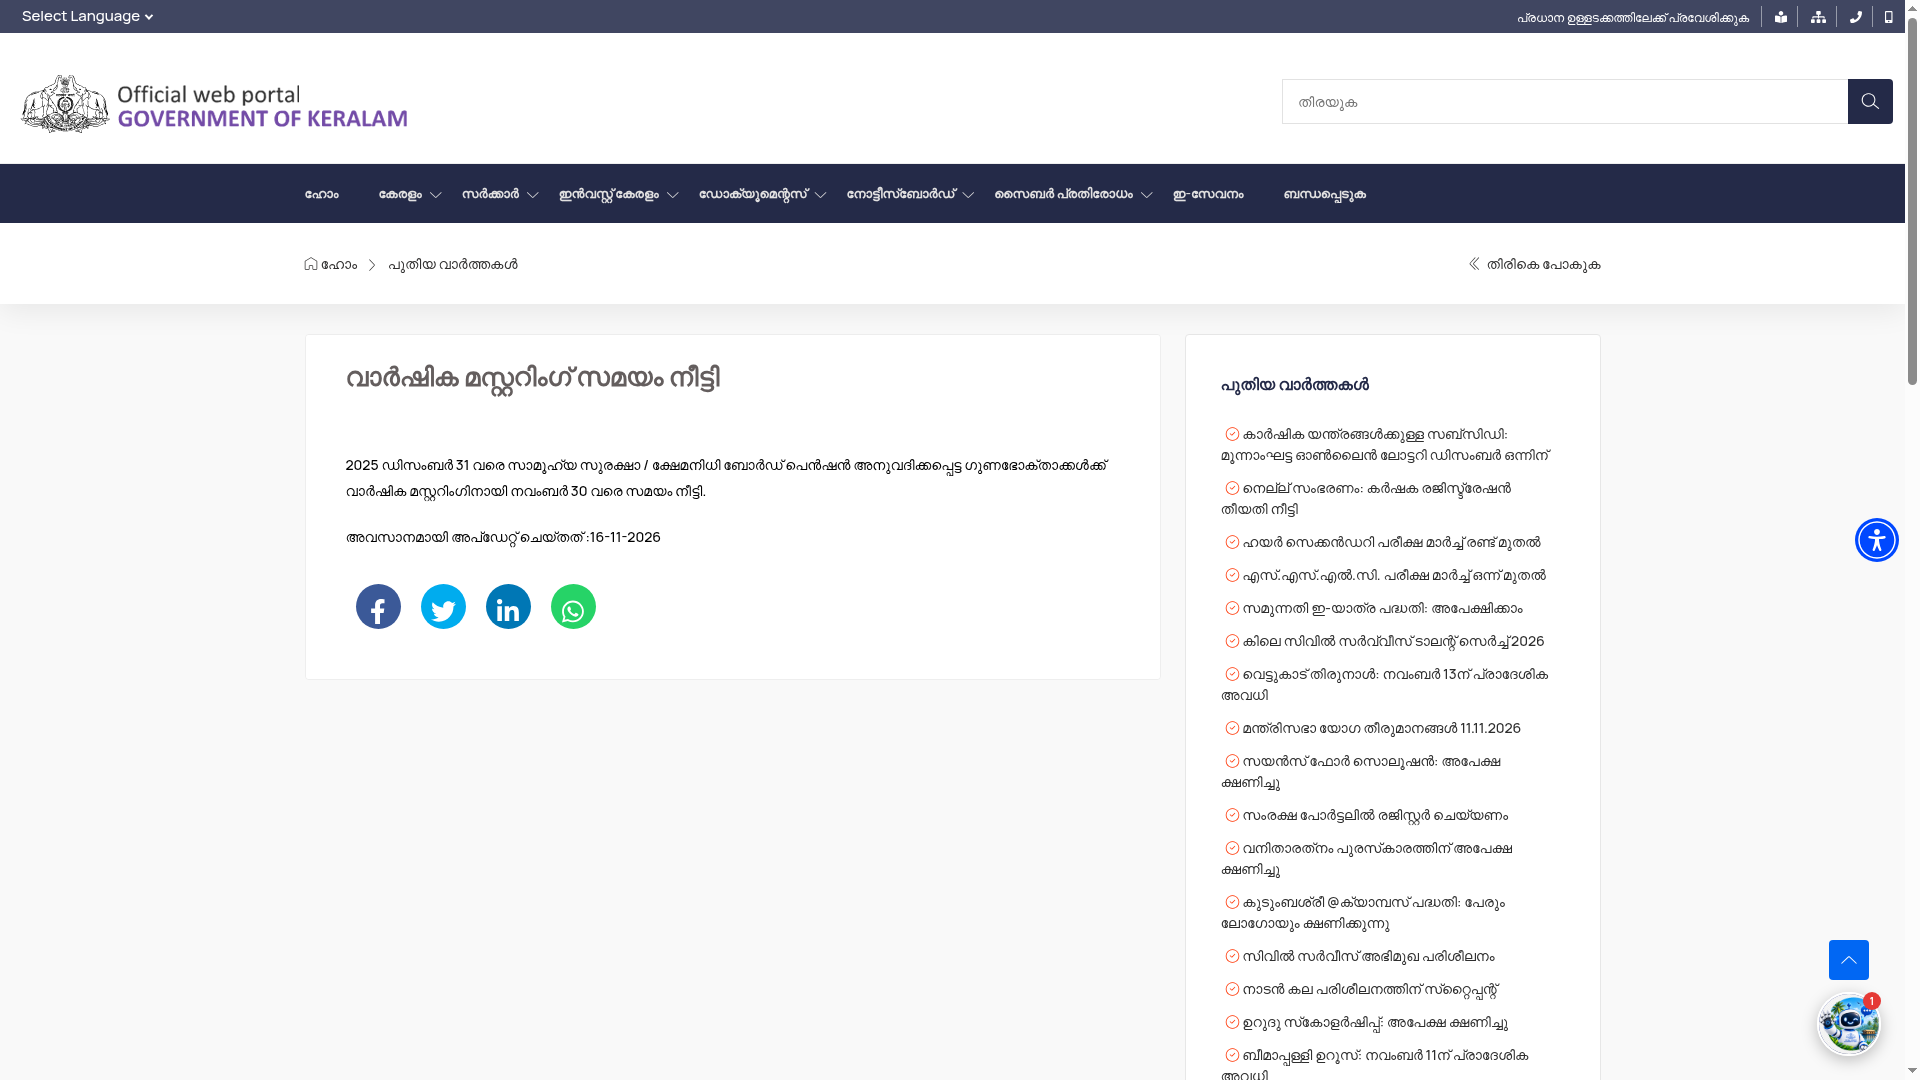 Select Language
പ്രധാന ഉള്ളടക്കത്തിലേക്ക് പ്രവേശിക്കുക
Official web portal
GOVERNMENT OF KERALAM
തിരയുക
ഹോം കേരളം സർക്കാർ ഇൻവസ്റ്റ് കേരളം ഡോക്യുമെന്റസ് നോട്ടീസ്ബോർഡ് സൈബർ പ്രതിരോധം ഇ-സേവനം ബന്ധപ്പെടുക
ഹോം പുതിയ വാർത്തകൾ
തിരികെ പോകുക
വാർഷിക മസ്റ്ററിംഗ് സമയം നീട്ടി
2025 ഡിസംബർ 31 വരെ സാമൂഹ്യ സുരക്ഷാ / ക്ഷേമനിധി ബോർഡ് പെൻഷൻ അനുവദിക്കപ്പെട്ട ഗുണഭോക്താക്കൾക്ക്
വാർഷിക മസ്റ്ററിംഗിനായി നവംബർ 30 വരെ സമയം നീട്ടി.
അവസാനമായി അപ്ഡേറ്റ് ചെയ്തത് :16-11-2026
പുതിയ വാർത്തകൾ
കാർഷിക യന്ത്രങ്ങൾക്കുള്ള സബ്സിഡി:
മൂന്നാംഘട്ട ഓൺലൈൻ ലോട്ടറി ഡിസംബർ ഒന്നിന്
നെല്ല് സംഭരണം: കർഷക രജിസ്ട്രേഷൻ
തീയതി നീട്ടി
ഹയർ സെക്കൻഡറി പരീക്ഷ മാർച്ച് രണ്ട് മുതൽ
എസ്.എസ്.എൽ.സി. പരീക്ഷ മാർച്ച് ഒന്ന് മുതൽ
സമുന്നതി ഇ-യാത്ര പദ്ധതി: അപേക്ഷിക്കാം
കിലെ സിവിൽ സർവ്വീസ് ടാലന്റ് സെർച്ച് 2026
വെട്ടുകാട് തിരുനാൾ: നവംബർ 13ന് പ്രാദേശിക
അവധി
മന്ത്രിസഭാ യോഗ തീരുമാനങ്ങൾ 11.11.2026
സയൻസ് ഫോർ സൊലൂഷൻ: അപേക്ഷ
ക്ഷണിച്ചു
സംരക്ഷ പോർട്ടലിൽ രജിസ്റ്റർ ചെയ്യണം
വനിതാരത്നം പുരസ്കാരത്തിന് അപേക്ഷ
ക്ഷണിച്ചു
കുടുംബശ്രീ @ക്യാമ്പസ് പദ്ധതി: പേരും
ലോഗോയും ക്ഷണിക്കുന്നു
സിവിൽ സർവീസ് അഭിമുഖ പരിശീലനം
നാടൻ കല പരിശീലനത്തിന് സ്റ്റൈപ്പന്റ്
ഉറുദു സ്കോളർഷിപ്പ്: അപേക്ഷ ക്ഷണിച്ചു
ബീമാപ്പള്ളി ഉറൂസ്: നവംബർ 11ന് പ്രാദേശിക
അവധി
1